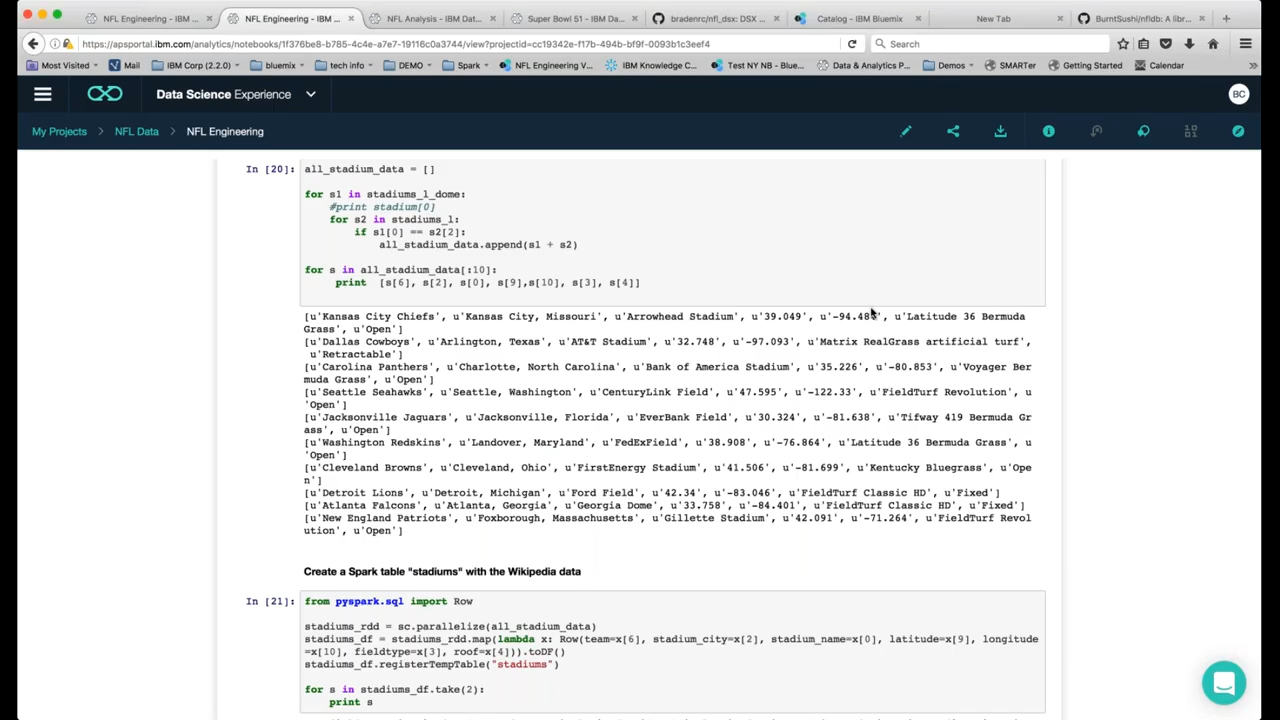 NFL Engineering - IBM ... × NFL Engineering - IBM ... × NFL Analysis - IBM Dat... × Super Bowl 51 - IBM Da... × bradenrc/nfl_dsx: DSX ... × Catalog - IBM Bluemix × New Tab × BurntSushi/nfldb: A libr... × +
https://apsportal.ibm.com/analytics/notebooks/1f376be8-b785-4c4e-a7e7-19116c0a3744/view?projectid=cc19342e-f17b-494b-bf9f-0093b1c3eef4 Search
Most Visited Mail IBM Corp (2.2.0) bluemix tech info DEMO Spark NFL Engineering V... IBM Knowledge C... Test NY NB - Blue... Data & Analytics P... Demos SMARTer Getting Started Calendar »
Data Science Experience BC
My Projects > NFL Data > NFL Engineering
In [20]: all_stadium_data = []
for s1 in stadiums_l_dome:
#print stadium[0]
for s2 in stadiums_l:
if s1[0] == s2[2]:
all_stadium_data.append(s1 + s2)
for s in all_stadium_data[:10]:
print [s[6], s[2], s[0], s[9],s[10], s[3], s[4]]
[u'Kansas City Chiefs', u'Kansas City, Missouri', u'Arrowhead Stadium', u'39.049', u'-94.48 ', u'Latitude 36 Bermuda
Grass', u'Open']
[u'Dallas Cowboys', u'Arlington, Texas', u'AT&T Stadium', u'32.748', u'-97.093', u'Matrix RealGrass artificial turf',
u'Retractable']
[u'Carolina Panthers', u'Charlotte, North Carolina', u'Bank of America Stadium', u'35.226', u'-80.853', u'Voyager Ber
muda Grass', u'Open']
[u'Seattle Seahawks', u'Seattle, Washington', u'CenturyLink Field', u'47.595', u'-122.33', u'FieldTurf Revolution', u
'Open']
[u'Jacksonville Jaguars', u'Jacksonville, Florida', u'EverBank Field', u'30.324', u'-81.638', u'Tifway 419 Bermuda Gr
ass', u'Open']
[u'Washington Redskins', u'Landover, Maryland', u'FedExField', u'38.908', u'-76.864', u'Latitude 36 Bermuda Grass', u
'Open']
[u'Cleveland Browns', u'Cleveland, Ohio', u'FirstEnergy Stadium', u'41.506', u'-81.699', u'Kentucky Bluegrass', u'Ope
n']
[u'Detroit Lions', u'Detroit, Michigan', u'Ford Field', u'42.34', u'-83.046', u'FieldTurf Classic HD', u'Fixed']
[u'Atlanta Falcons', u'Atlanta, Georgia', u'Georgia Dome', u'33.758', u'-84.401', u'FieldTurf Classic HD', u'Fixed']
[u'New England Patriots', u'Foxborough, Massachusetts', u'Gillette Stadium', u'42.091', u'-71.264', u'FieldTurf Revol
ution', u'Open']
Create a Spark table "stadiums" with the Wikipedia data
In [21]: from pyspark.sql import Row
stadiums_rdd = sc.parallelize(all_stadium_data)
stadiums_df = stadiums_rdd.map(lambda x: Row(team=x[6], stadium_city=x[2], stadium_name=x[0], latitude=x[9], longitude
=x[10], fieldtype=x[3], roof=x[4])).toDF()
stadiums_df.registerTempTable("stadiums")
for s in stadiums_df.take(2):
print s